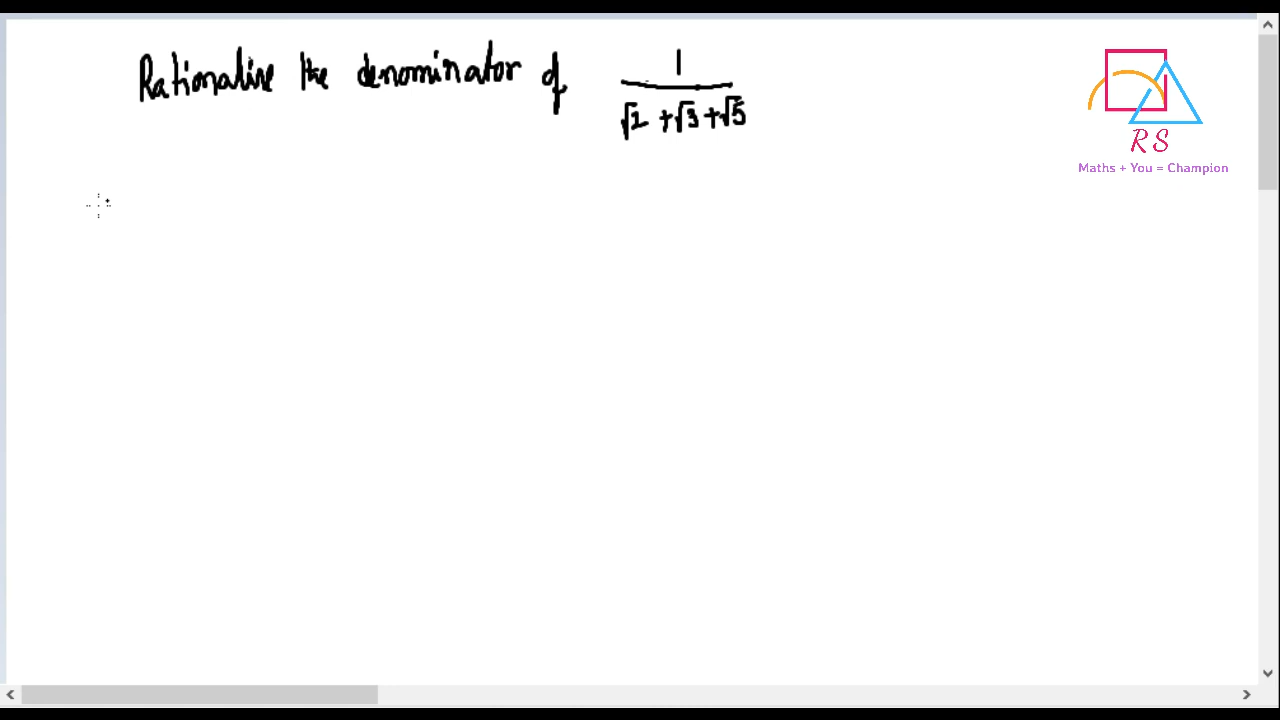 Rationalise the denominator of 1/(√2 + √3 + √5)
RS
Maths + You = Champion